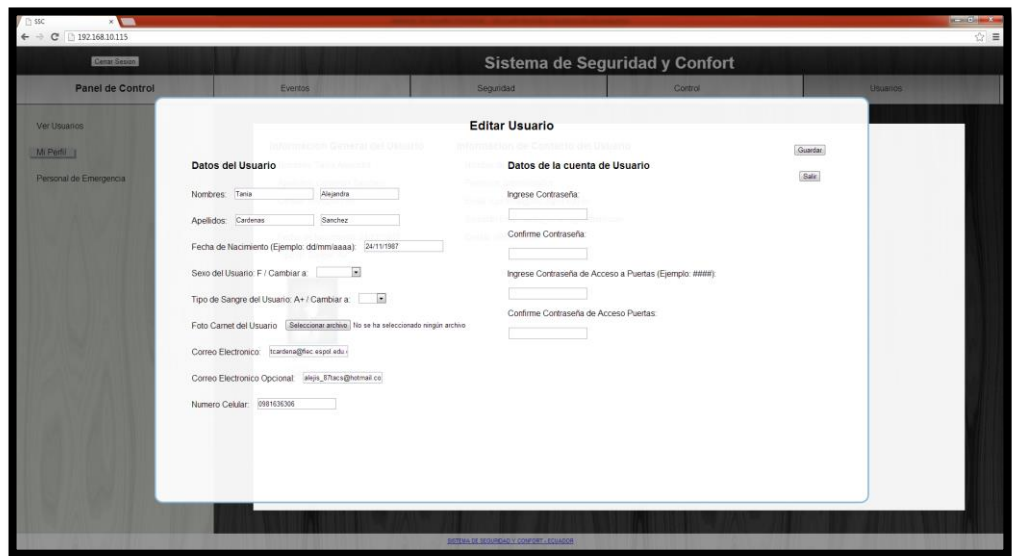 SSC
192.168.10.115
Cerrar Sesion
Sistema de Seguridad y Confort
Panel de Control
Eventos
Seguridad
Control
Usuarios
Ver Usuarios
Mi Perfil
Personal de Emergencia
Editar Usuario
Guardar
Salir
Datos del Usuario
Nombres: Tania Alejandra
Apellidos: Cardenas Sanchez
Fecha de Nacimiento (Ejemplo: dd/mm/aaaa): 24/11/1987
Sexo del Usuario: F / Cambiar a:
Tipo de Sangre del Usuario: A+ / Cambiar a:
Foto Carnet del Usuario Seleccionar archivo No se ha seleccionado ningún archivo
Correo Electronico: tcardena@fiec.espol.edu.
Correo Electronico Opcional: alejis_87tacs@hotmail.co
Numero Celular: 0981636306
Datos de la cuenta de Usuario
Ingrese Contraseña:
Confirme Contraseña:
Ingrese Contraseña de Acceso a Puertas (Ejemplo: ####):
Confirme Contraseña de Acceso Puertas:
SISTEMA DE SEGURIDAD Y CONFORT - ECUADOR